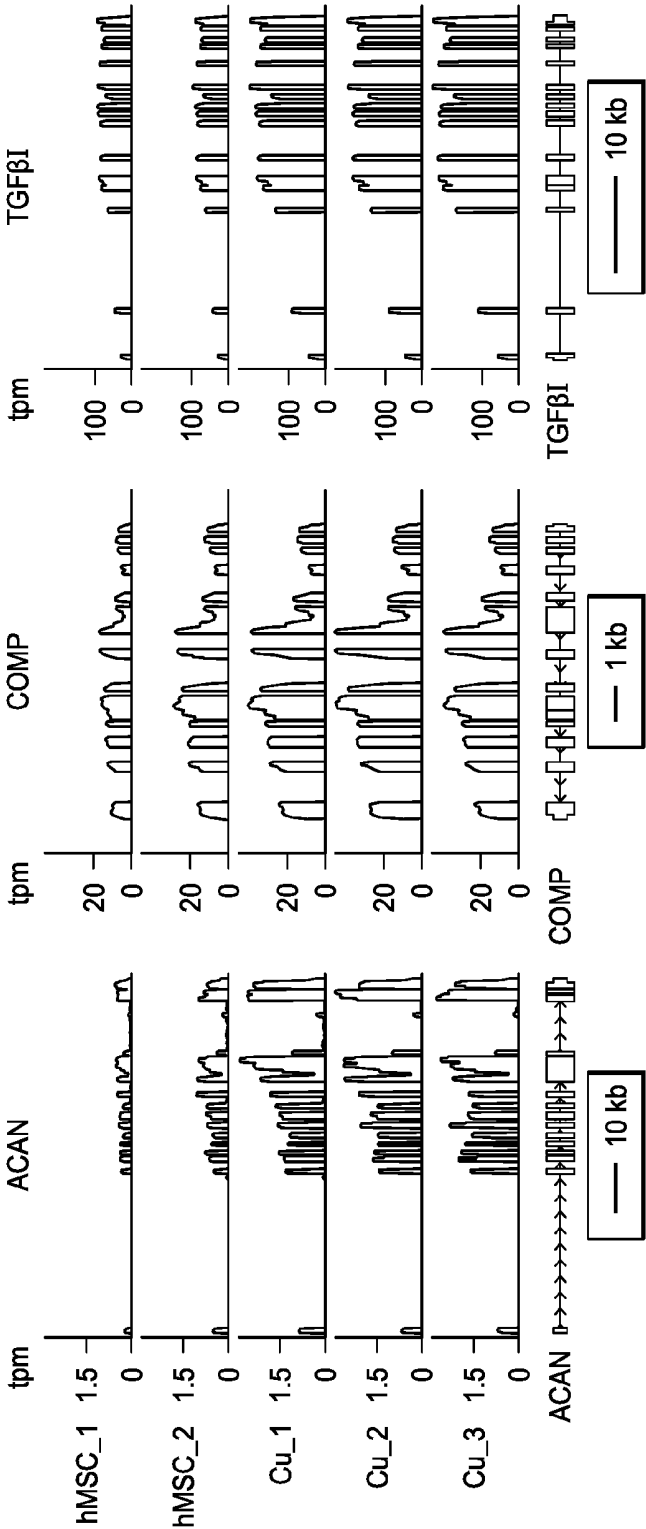 ACAN COMP TGFβI
tpm tpm tpm
hMSC_1 1.5 0 20 0 100 0
hMSC_2 1.5 0 20 0 100 0
Cu_1 1.5 0 20 0 100 0
Cu_2 1.5 0 20 0 100 0
Cu_3 1.5 0 20 0 100 0
ACAN COMP TGFβI
10 kb 1 kb 10 kb